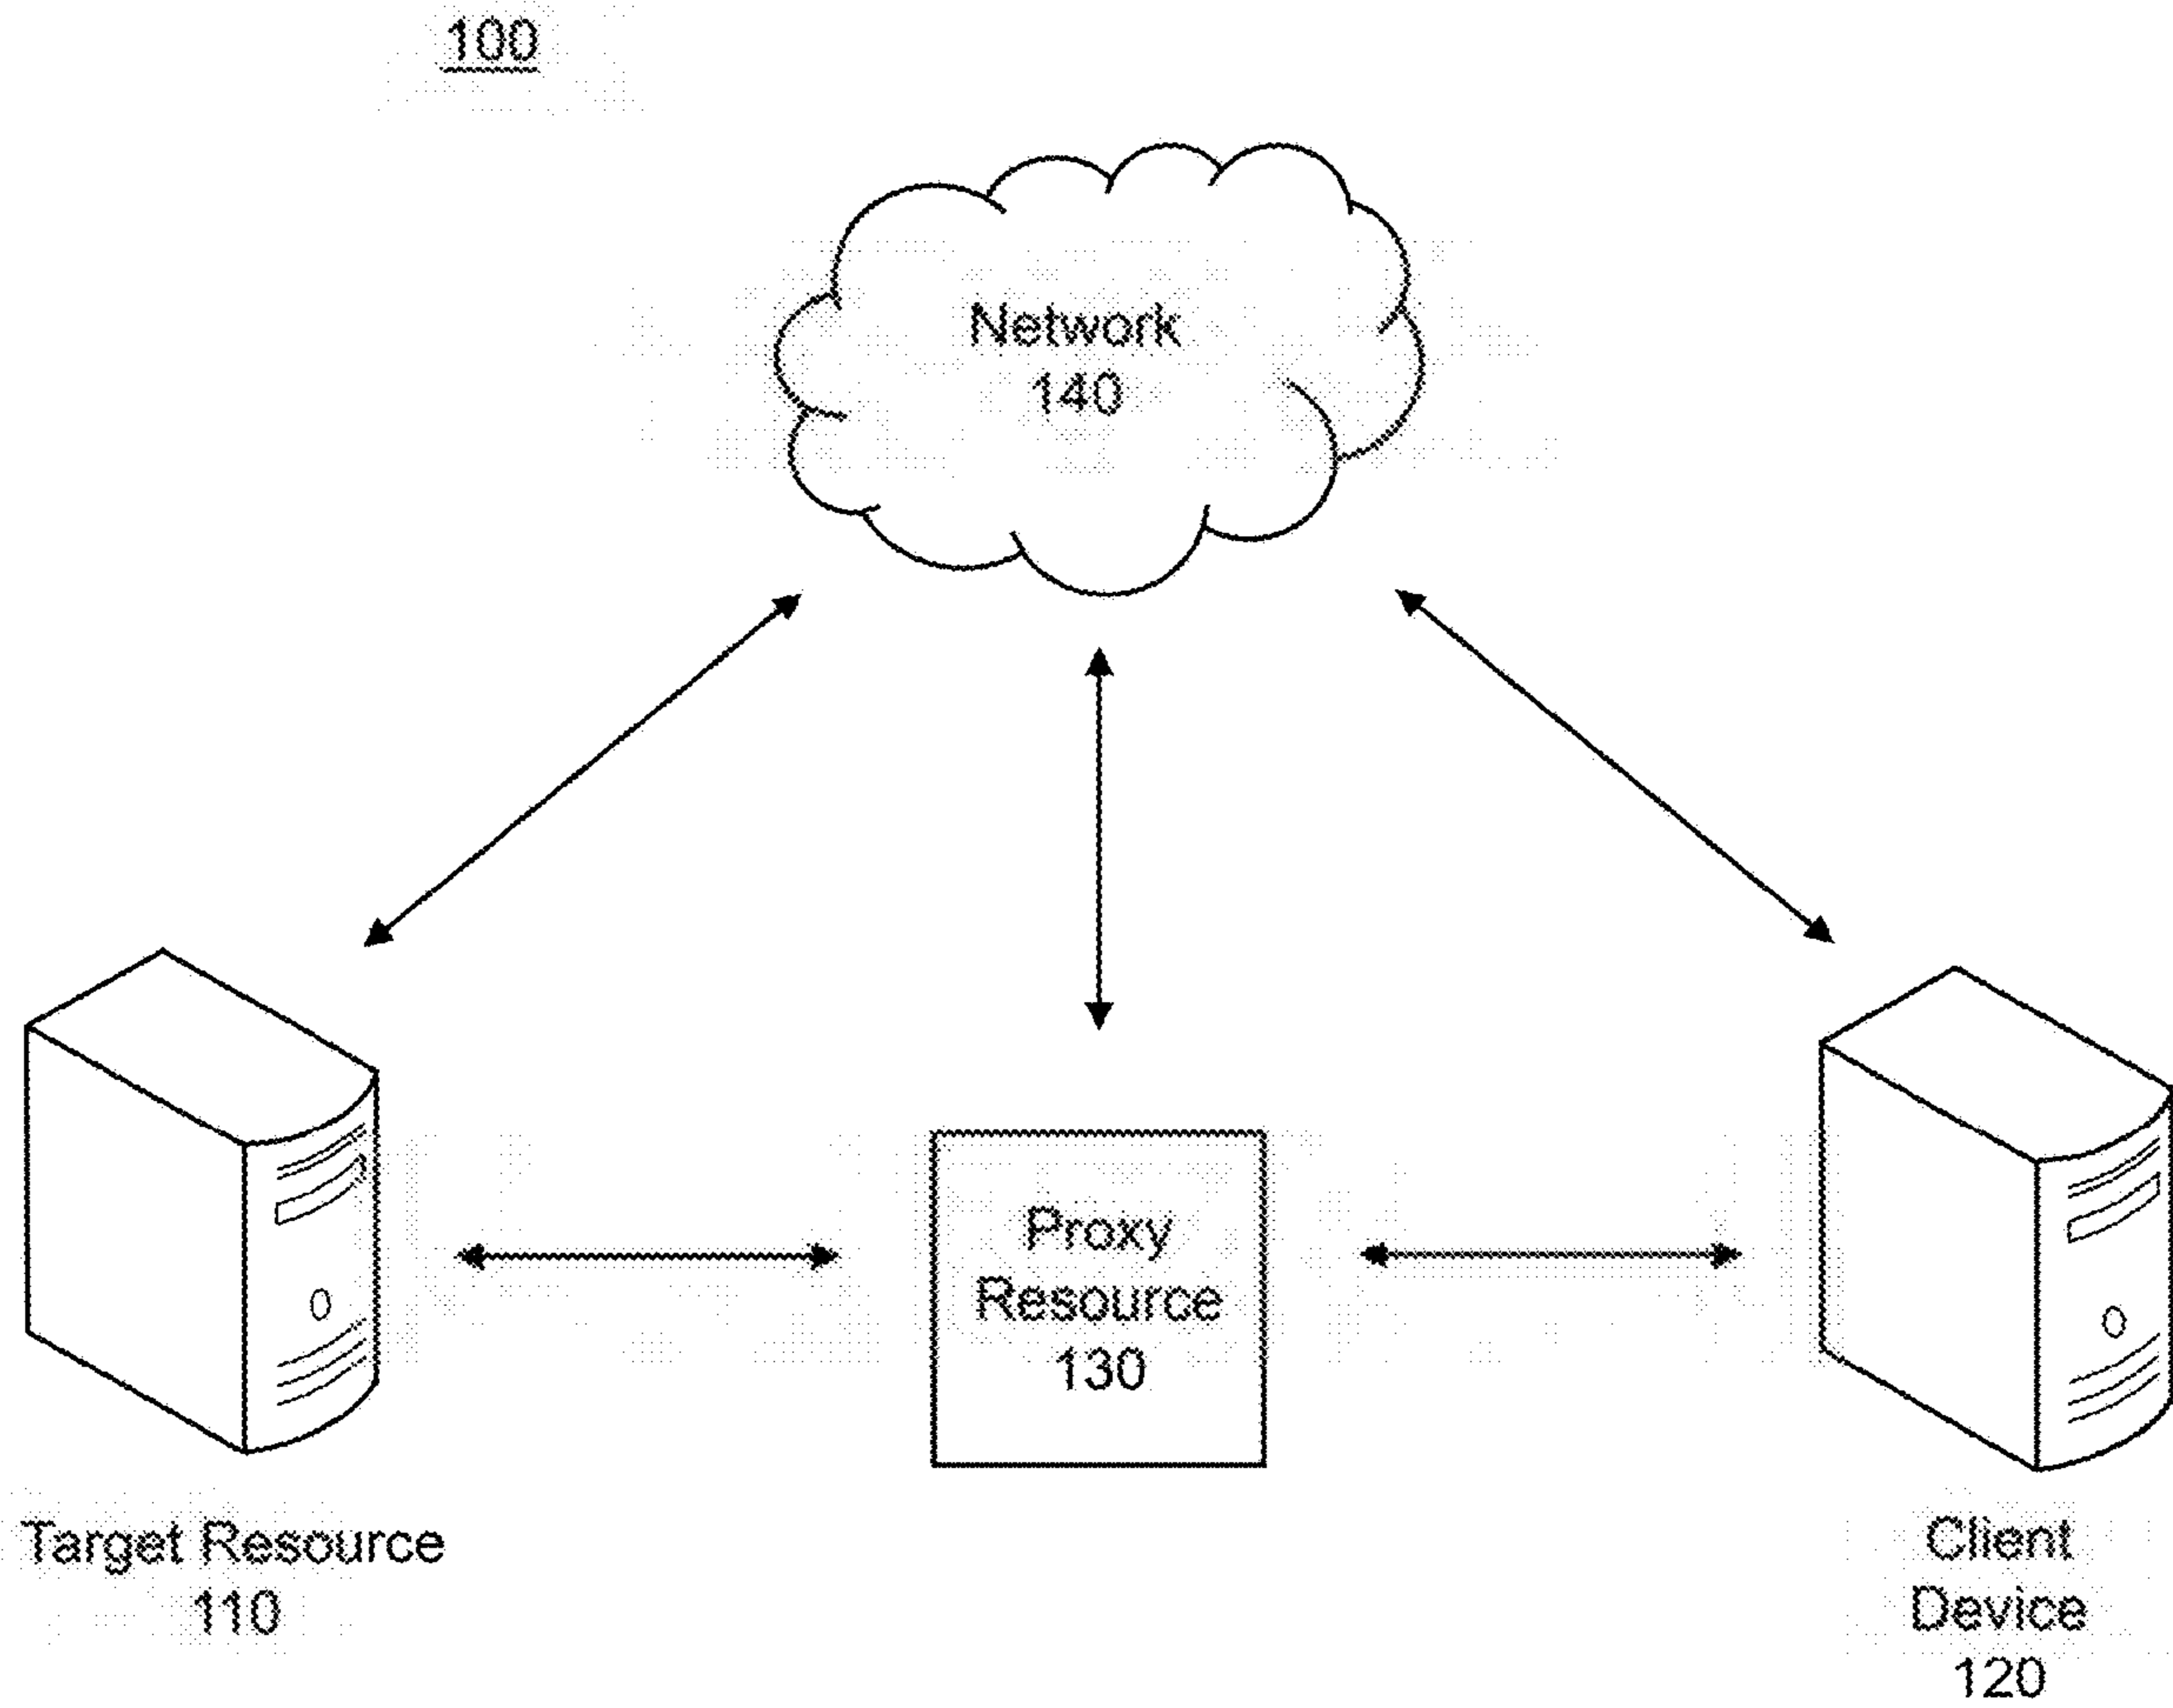 100
Network
140
Proxy
Resource
130
Target Resource
110
Client
Device
120